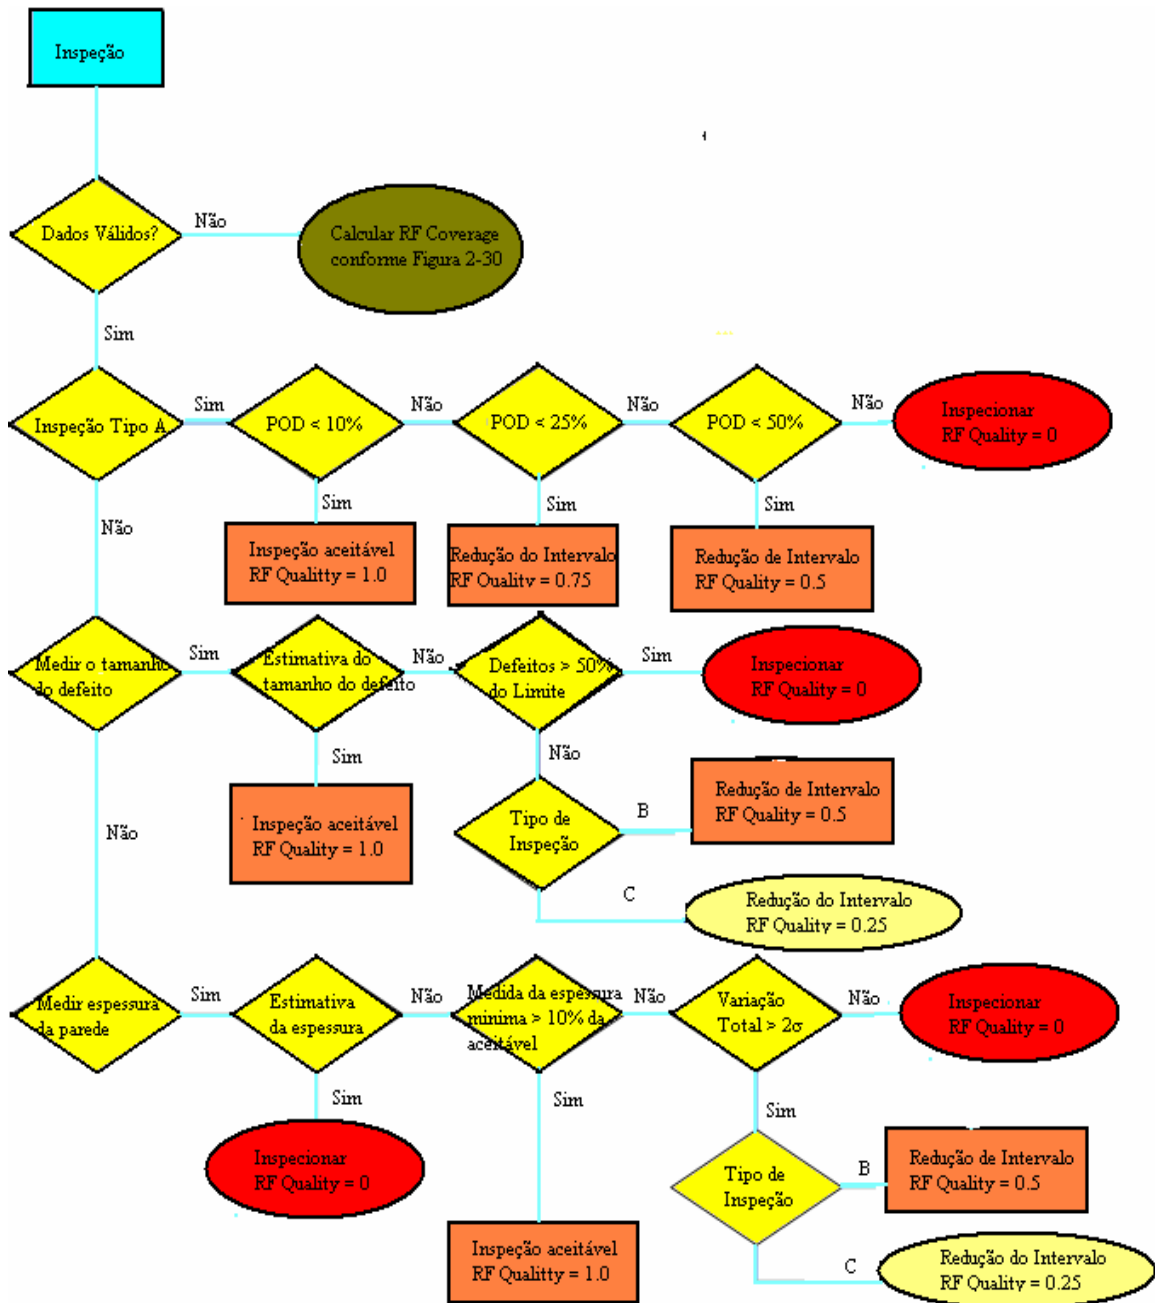 Inspeção
Dados Válidos?
Não
Calcular RF Coverage
conforme Figura 2-30
Sim
Inspeção Tipo A
Sim
POD < 10%
Não
POD < 25%
Não
POD < 50%
Não
Inspecionar
RF Quality = 0
Não
Sim
Sim
Sim
Inspeção aceitável
RF Qualitty = 1.0
Redução do Intervalo
RF Quality = 0.75
Redução de Intervalo
RF Quality = 0.5
Medir o tamanho
do defeito
Sim
Estimativa do
tamanho do defeito
Não
Defeitos > 50%
do Limite
Sim
Inspecionar
RF Quality = 0
Não
Sim
Não
Inspeção aceitável
RF Quality = 1.0
Tipo de
Inspeção
B
Redução de Intervalo
RF Quality = 0.5
C
Redução do Intervalo
RF Quality = 0.25
Medir espessura
da parede
Sim
Estimativa
da espessura
Não
Medida da espessura
minima > 10% da
aceitável
Não
Variação
Total > 2σ
Não
Inspecionar
RF Quality = 0
Sim
Sim
Sim
Inspecionar
RF Quality = 0
Tipo de
Inspeção
B
Redução de Intervalo
RF Quality = 0.5
Inspeção aceitável
RF Qualitty = 1.0
C
Redução do Intervalo
RF Quality = 0.25